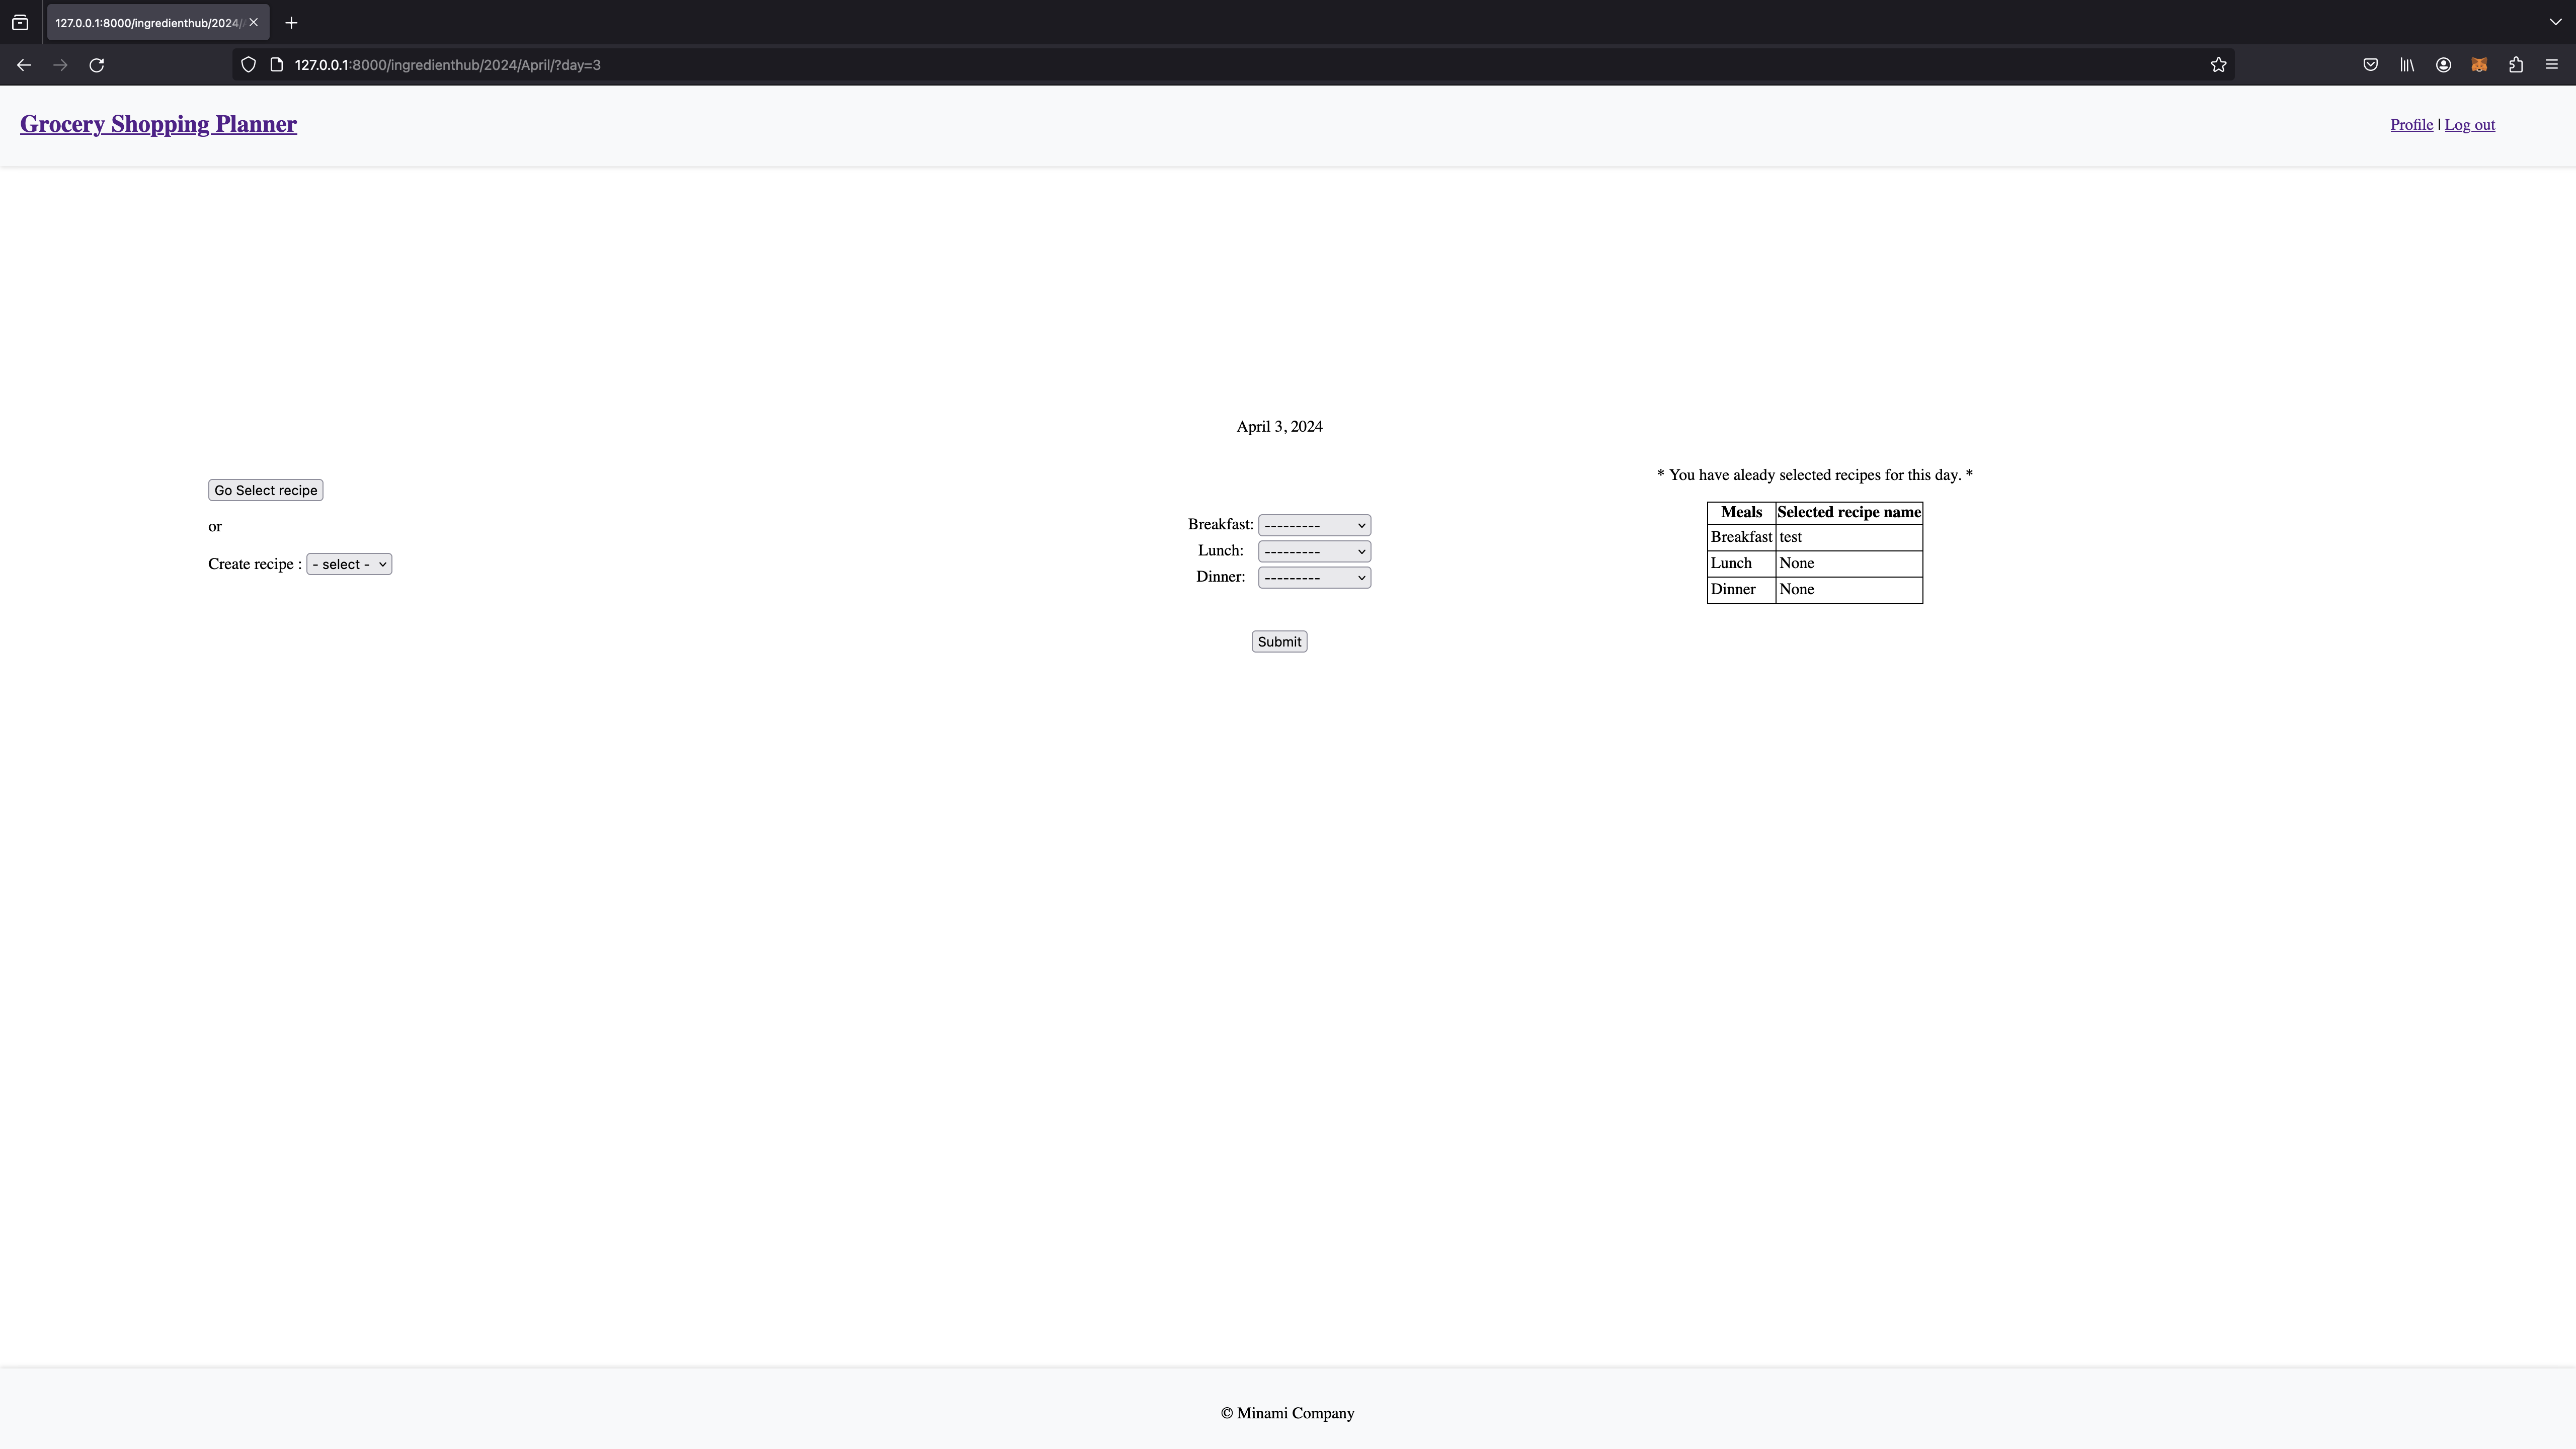 127.0.0.1:8000/ingredienthub/2024/
127.0.0.1:8000/ingredienthub/2024/April/?day=3
Grocery Shopping Planner
Profile | Log out
April 3, 2024
Go Select recipe
or
Create recipe : - select -
Breakfast: ---------
Lunch: ---------
Dinner: ---------
Submit
* You have aleady selected recipes for this day. *
Meals Selected recipe name
Breakfast test
Lunch None
Dinner None
© Minami Company